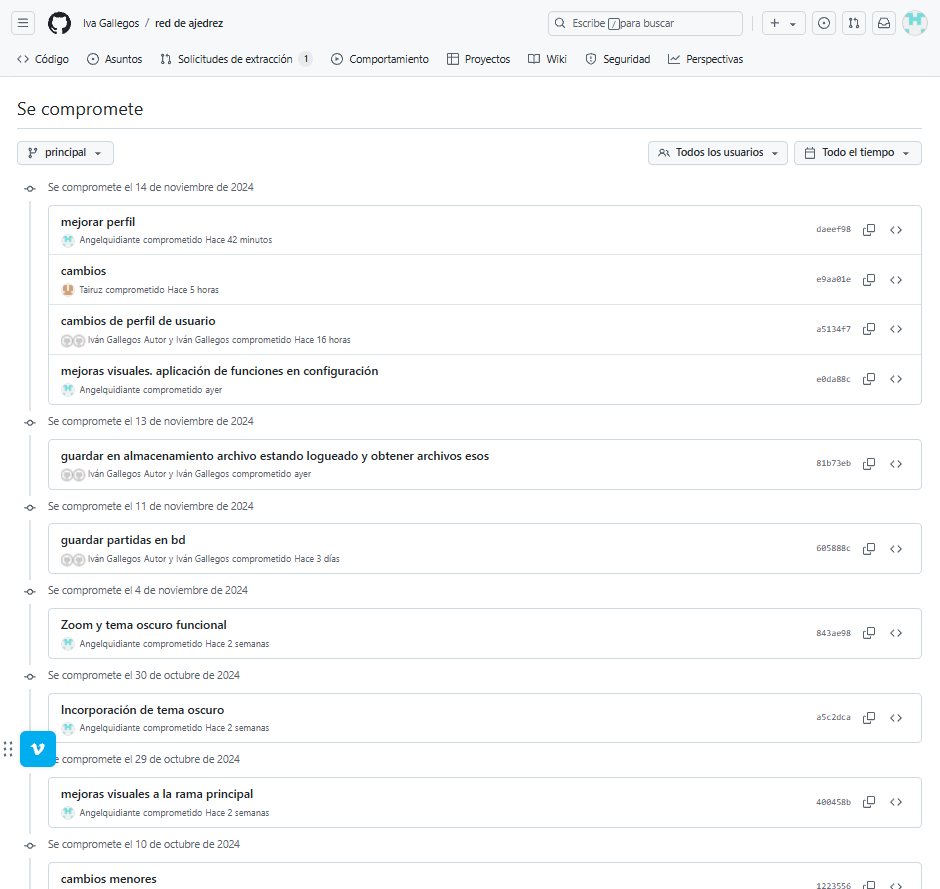 Iva Gallegos / red de ajedrez
Escribe / para buscar
Código
Asuntos
Solicitudes de extracción 1
Comportamiento
Proyectos
Wiki
Seguridad
Perspectivas
Se compromete
principal
Todos los usuarios
Todo el tiempo
Se compromete el 14 de noviembre de 2024
mejorar perfil
Angelquidiante comprometido Hace 42 minutos
daeef98
cambios
Tairuz comprometido Hace 5 horas
e9aa01e
cambios de perfil de usuario
Iván Gallegos Autor y Iván Gallegos comprometido Hace 16 horas
a5134f7
mejoras visuales. aplicación de funciones en configuración
Angelquidiante comprometido ayer
e0da88c
Se compromete el 13 de noviembre de 2024
guardar en almacenamiento archivo estando logueado y obtener archivos esos
Iván Gallegos Autor y Iván Gallegos comprometido ayer
81b73eb
Se compromete el 11 de noviembre de 2024
guardar partidas en bd
Iván Gallegos Autor y Iván Gallegos comprometido Hace 3 días
605888c
Se compromete el 4 de noviembre de 2024
Zoom y tema oscuro funcional
Angelquidiante comprometido Hace 2 semanas
843ae98
Se compromete el 30 de octubre de 2024
Incorporación de tema oscuro
Angelquidiante comprometido Hace 2 semanas
a5c2dca
e compromete el 29 de octubre de 2024
mejoras visuales a la rama principal
Angelquidiante comprometido Hace 2 semanas
400458b
Se compromete el 10 de octubre de 2024
cambios menores
1223556